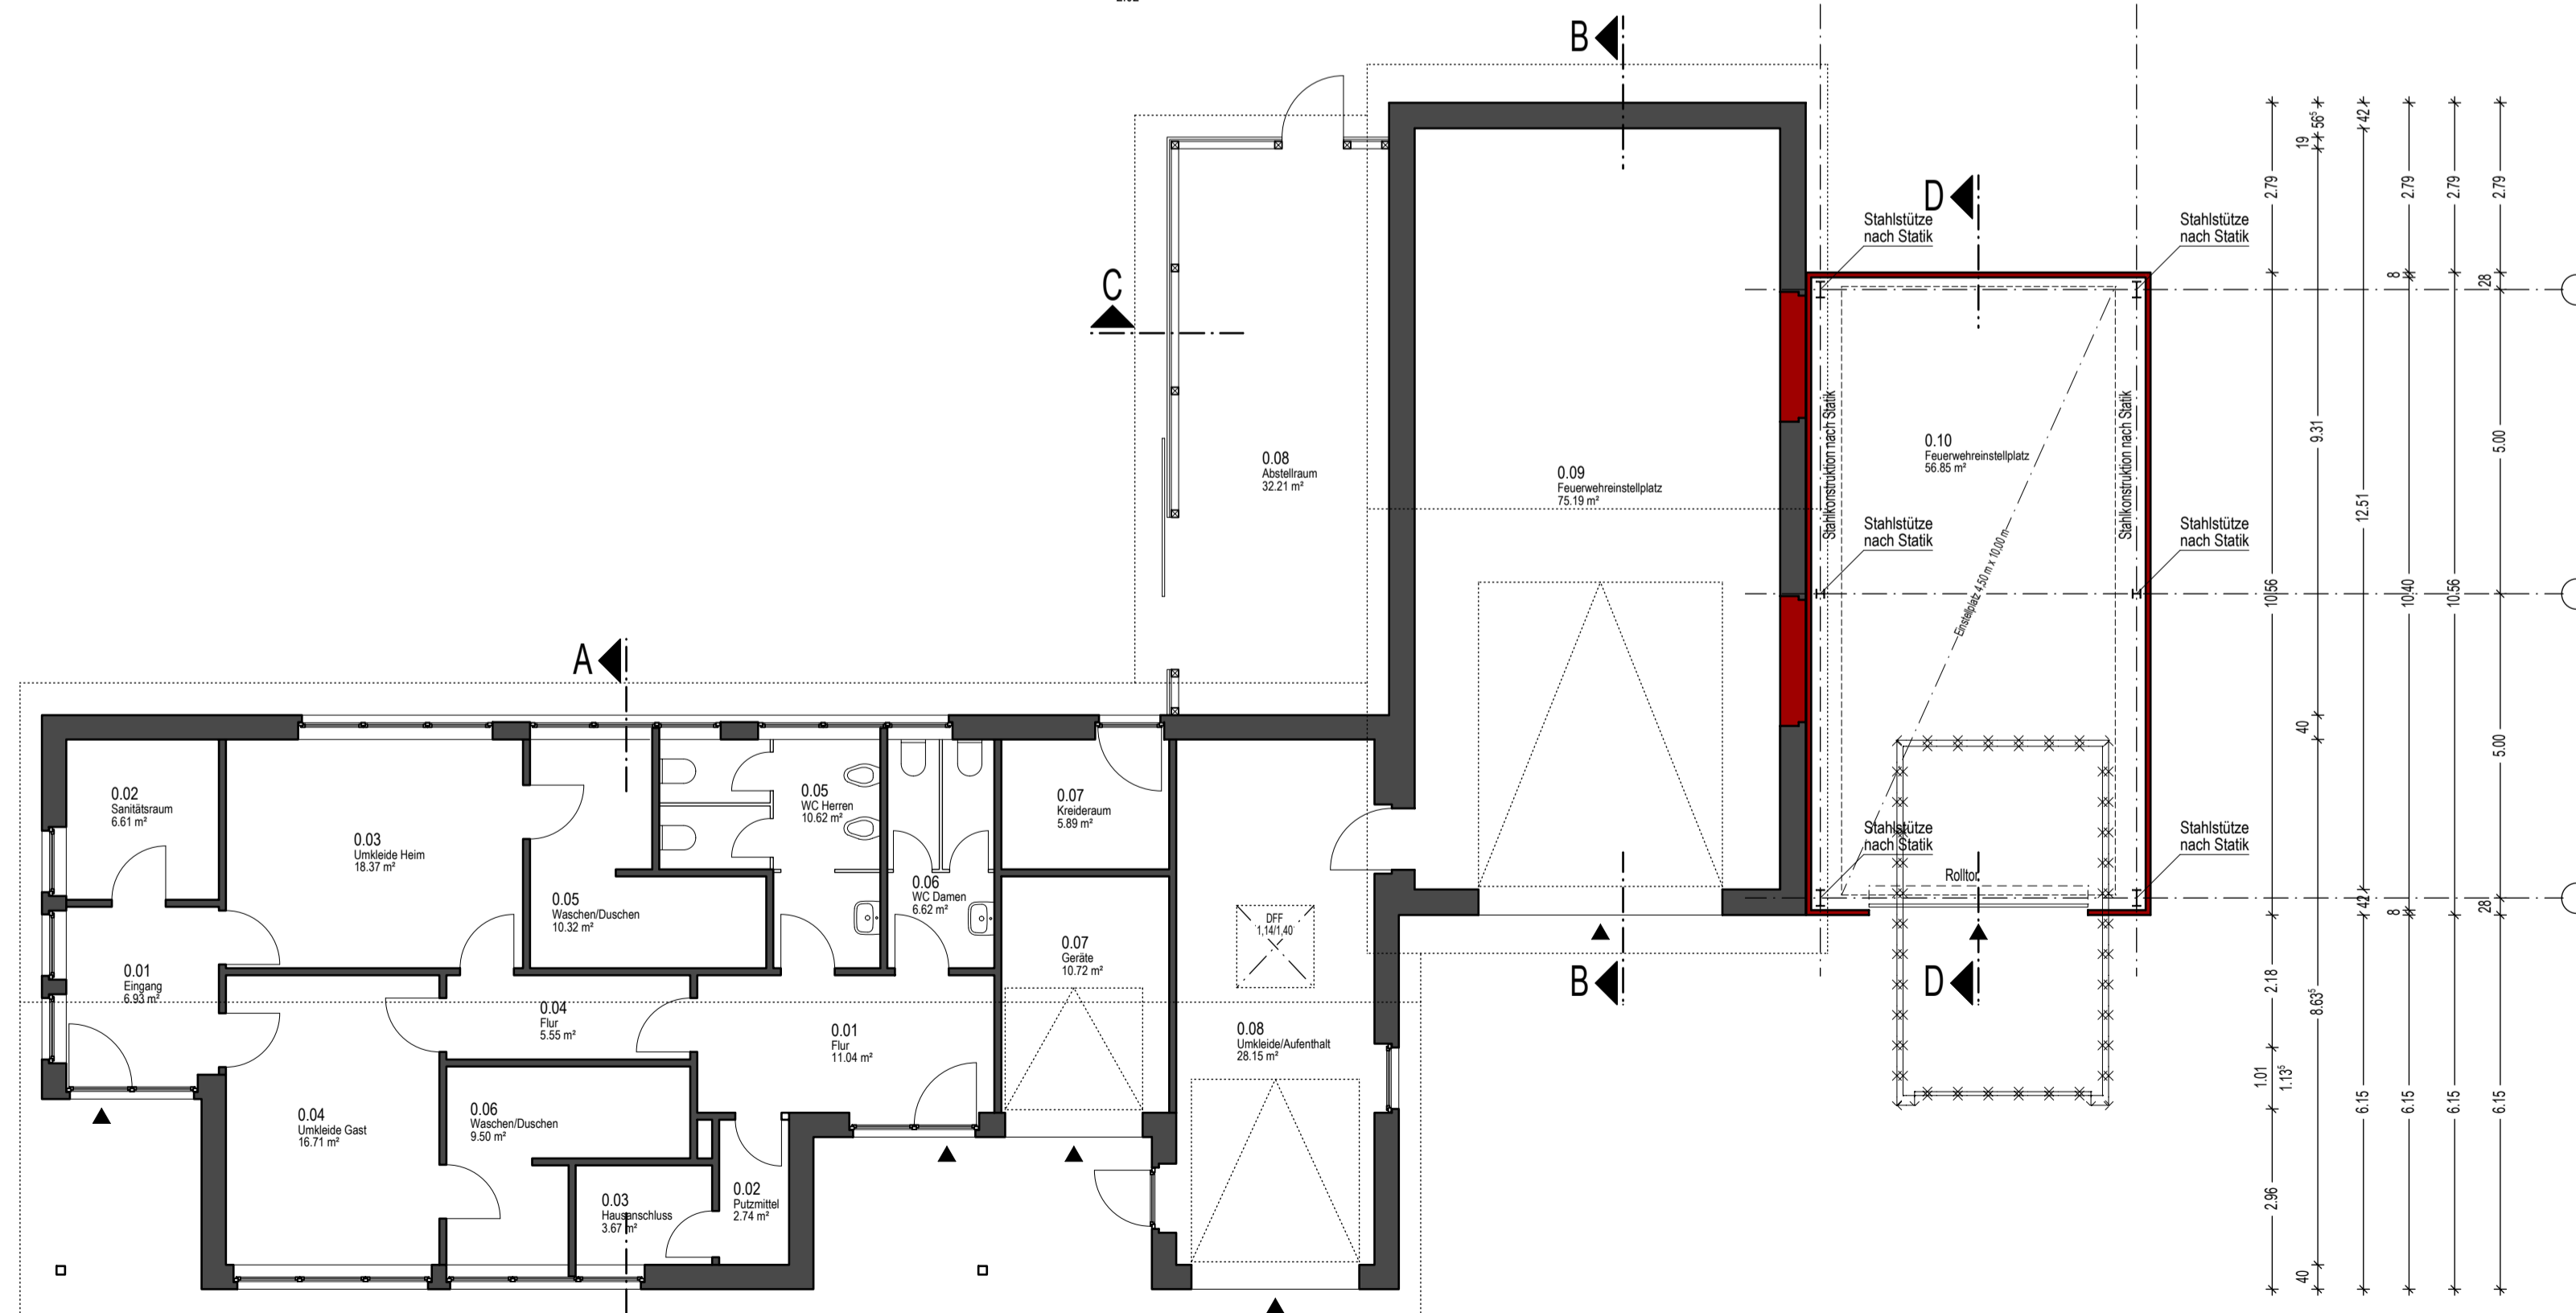 B
D
Stahlstütze
nach Statik
Stahlstütze
nach Statik
C
Stahlkonstruktion nach Statik
Stahlkonstruktion nach Statik
0.08
Abstellraum
32.21 m²
0.09
Feuerwehreinstellplatz
75.19 m²
0.10
Feuerwehreinstellplatz
56.85 m²
Einstellplatz 4,50 m x 10,00 m
Stahlstütze
nach Statik
Stahlstütze
nach Statik
A
0.02
Sanitätsraum
6.61 m²
0.03
Umkleide Heim
18.37 m²
0.05
WC Herren
10.62 m²
0.07
Kreideraum
5.89 m²
Stahlstütze
nach Statik
Stahlstütze
nach Statik
Rolltor
0.05
Waschen/Duschen
10.32 m²
0.06
WC Damen
6.62 m²
DFF
1,14/1,40
0.07
Geräte
10.72 m²
0.01
Eingang
6.93 m²
B
D
0.04
Flur
5.55 m²
0.01
Flur
11.04 m²
0.08
Umkleide/Aufenthalt
28.15 m²
0.04
Umkleide Gast
16.71 m²
0.06
Waschen/Duschen
9.50 m²
0.03
Hausanschluss
3.67 m²
0.02
Putzmittel
2.74 m²
2.79
10.56
2.18
1.01
1.13⁵
2.96
56⁵
19
9.31
40
8.63⁵
40
42
12.51
42
6.15
2.79
8
10.40
8
6.15
2.79
10.56
6.15
2.79
28
5.00
5.00
28
6.15